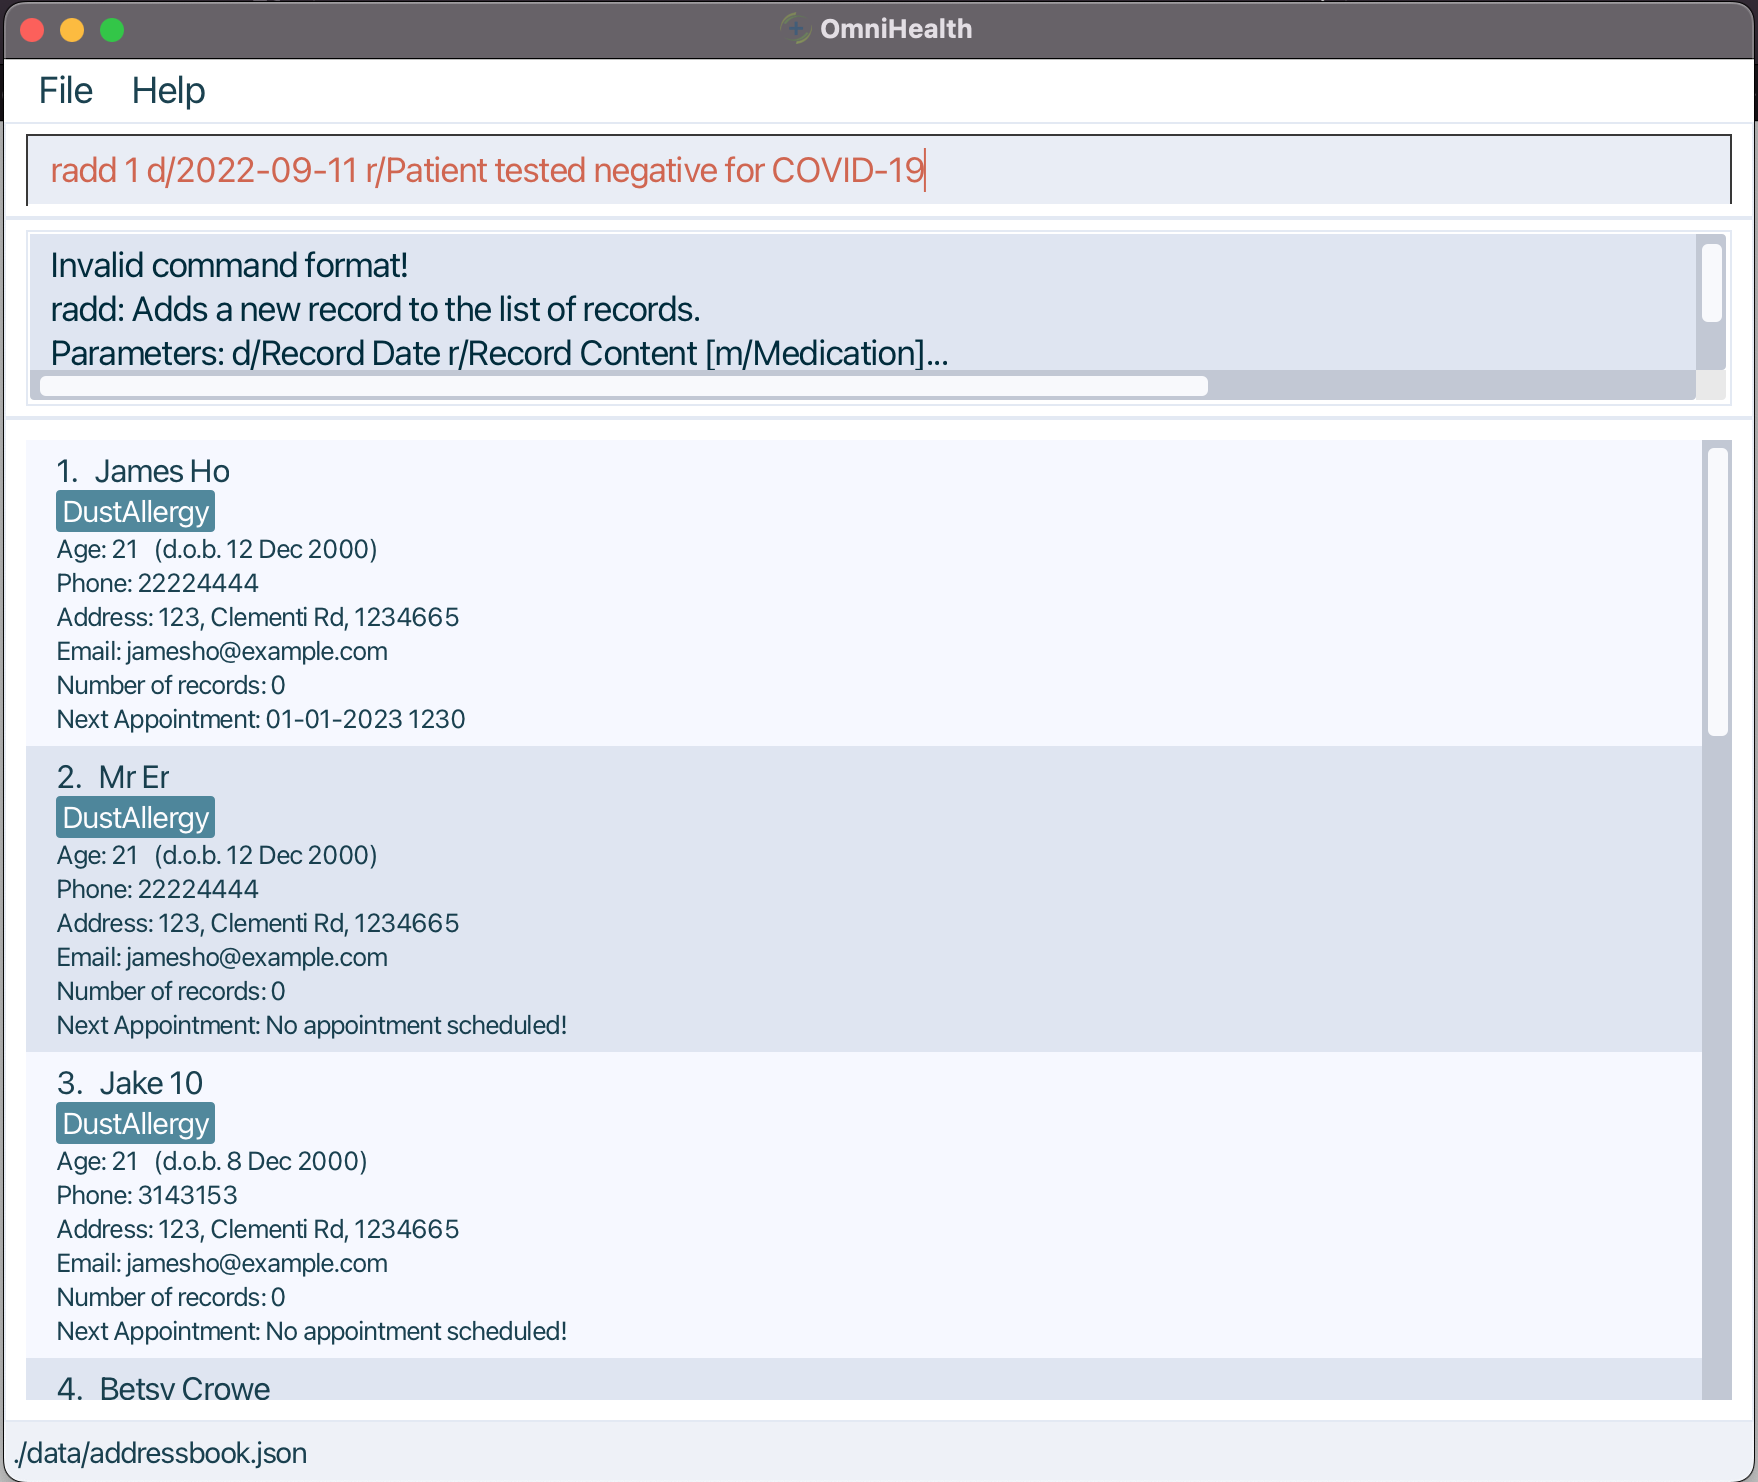 OmniHealth
File Help
radd 1 d/2022-09-11 r/Patient tested negative for COVID-19
Invalid command format!
radd: Adds a new record to the list of records.
Parameters: d/Record Date r/Record Content [m/Medication]...
1. James Ho
DustAllergy
Age: 21 (d.o.b. 12 Dec 2000)
Phone: 22224444
Address: 123, Clementi Rd, 1234665
Email: jamesho@example.com
Number of records: 0
Next Appointment: 01-01-2023 1230
2. Mr Er
DustAllergy
Age: 21 (d.o.b. 12 Dec 2000)
Phone: 22224444
Address: 123, Clementi Rd, 1234665
Email: jamesho@example.com
Number of records: 0
Next Appointment: No appointment scheduled!
3. Jake 10
DustAllergy
Age: 21 (d.o.b. 8 Dec 2000)
Phone: 3143153
Address: 123, Clementi Rd, 1234665
Email: jamesho@example.com
Number of records: 0
Next Appointment: No appointment scheduled!
4. Betsy Crowe
./data/addressbook.json